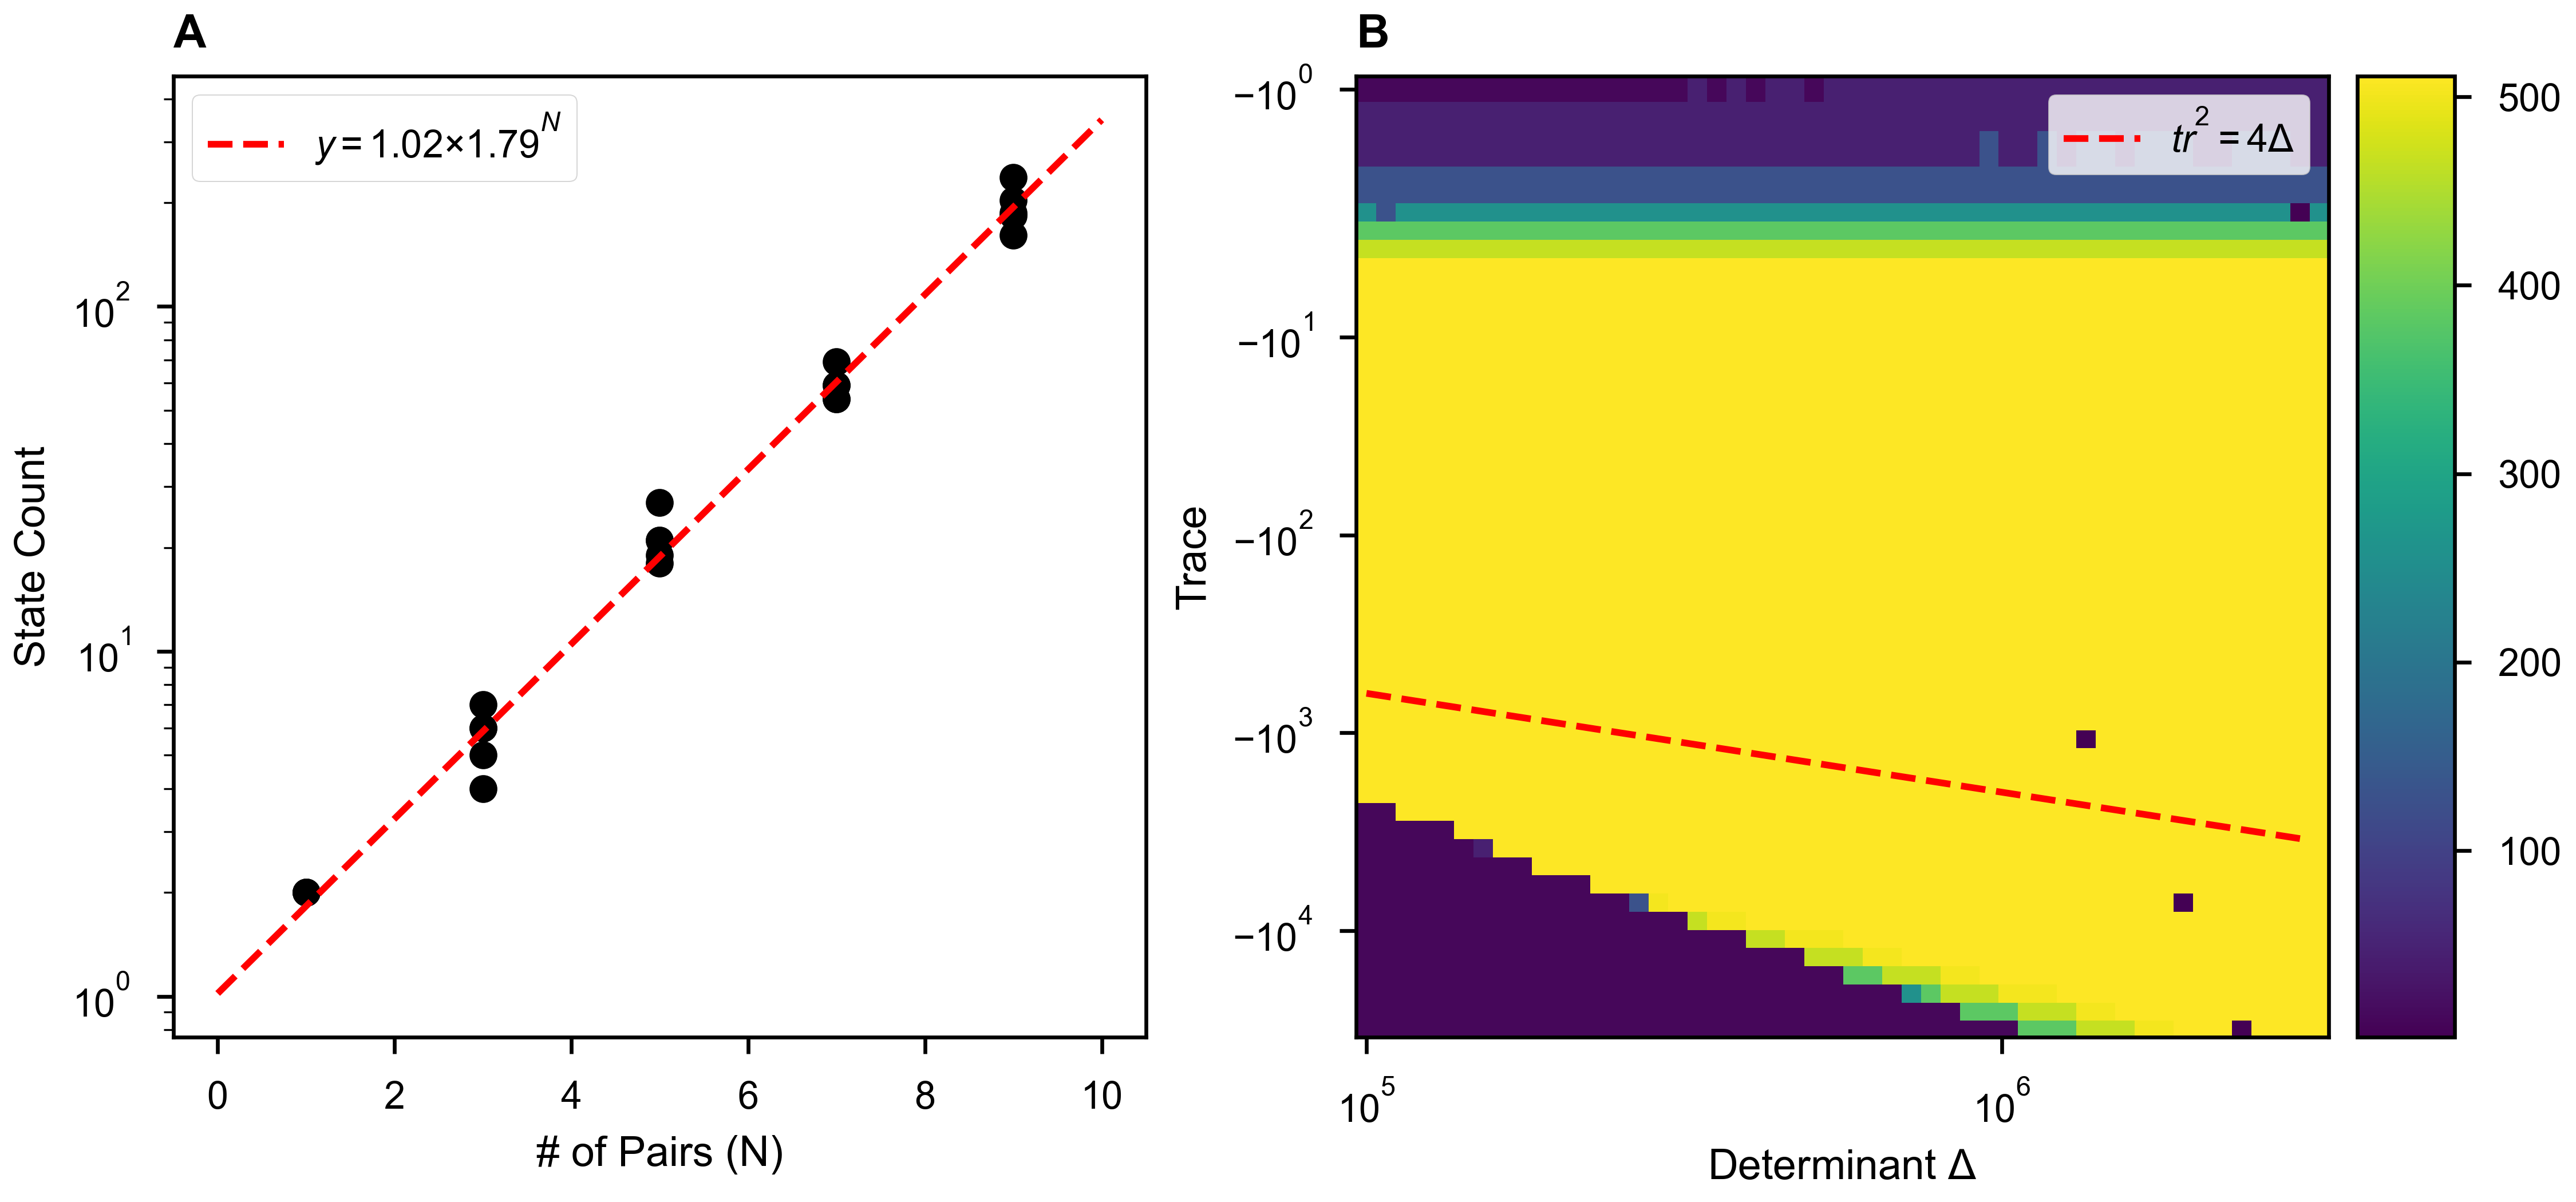 A
y = 1.02×1.79^N
10^2
10^1
10^0
State Count
0 2 4 6 8 10
# of Pairs (N)
B
tr^2 = 4Δ
−10^0
−10^1
−10^2
−10^3
−10^4
Trace
10^5 10^6
Determinant Δ
500
400
300
200
100